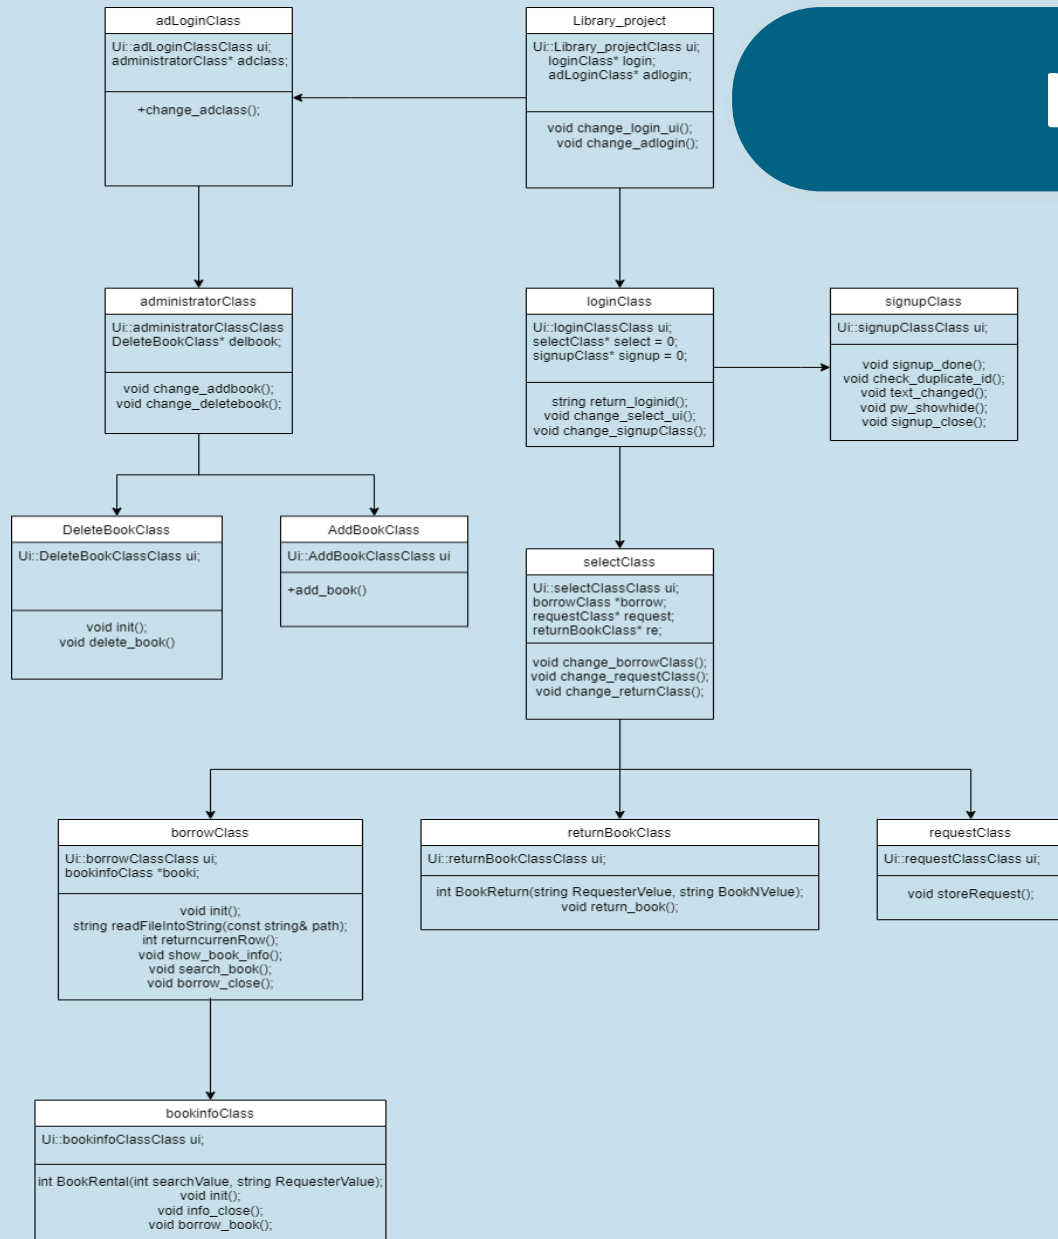 adLoginClass
Ui::adLoginClassClass ui;
administratorClass* adclass;
+change_adclass();
Library_project
Ui::Library_projectClass ui;
loginClass* login;
adLoginClass* adlogin;
void change_login_ui();
void change_adlogin();
administratorClass
Ui::administratorClassClass
DeleteBookClass* delbook;
void change_addbook();
void change_deletebook();
loginClass
Ui::loginClassClass ui;
selectClass* select = 0;
signupClass* signup = 0;
string return_loginid();
void change_select_ui();
void change_signupClass();
signupClass
Ui::signupClassClass ui;
void signup_done();
void check_duplicate_id();
void text_changed();
void pw_showhide();
void signup_close();
DeleteBookClass
Ui::DeleteBookClassClass ui;
void init();
void delete_book()
AddBookClass
Ui::AddBookClassClass ui
+add_book()
selectClass
Ui::selectClassClass ui;
borrowClass *borrow;
requestClass* request;
returnBookClass* re;
void change_borrowClass();
void change_requestClass();
void change_returnClass();
borrowClass
Ui::borrowClassClass ui;
bookinfoClass *booki;
void init();
string readFileIntoString(const string& path);
int returncurrenRow();
void show_book_info();
void search_book();
void borrow_close();
returnBookClass
Ui::returnBookClassClass ui;
int BookReturn(string RequesterVelue, string BookNVelue);
void return_book();
requestClass
Ui::requestClassClass ui;
void storeRequest();
bookinfoClass
Ui::bookinfoClassClass ui;
int BookRental(int searchValue, string RequesterValue);
void init();
void info_close();
void borrow_book();